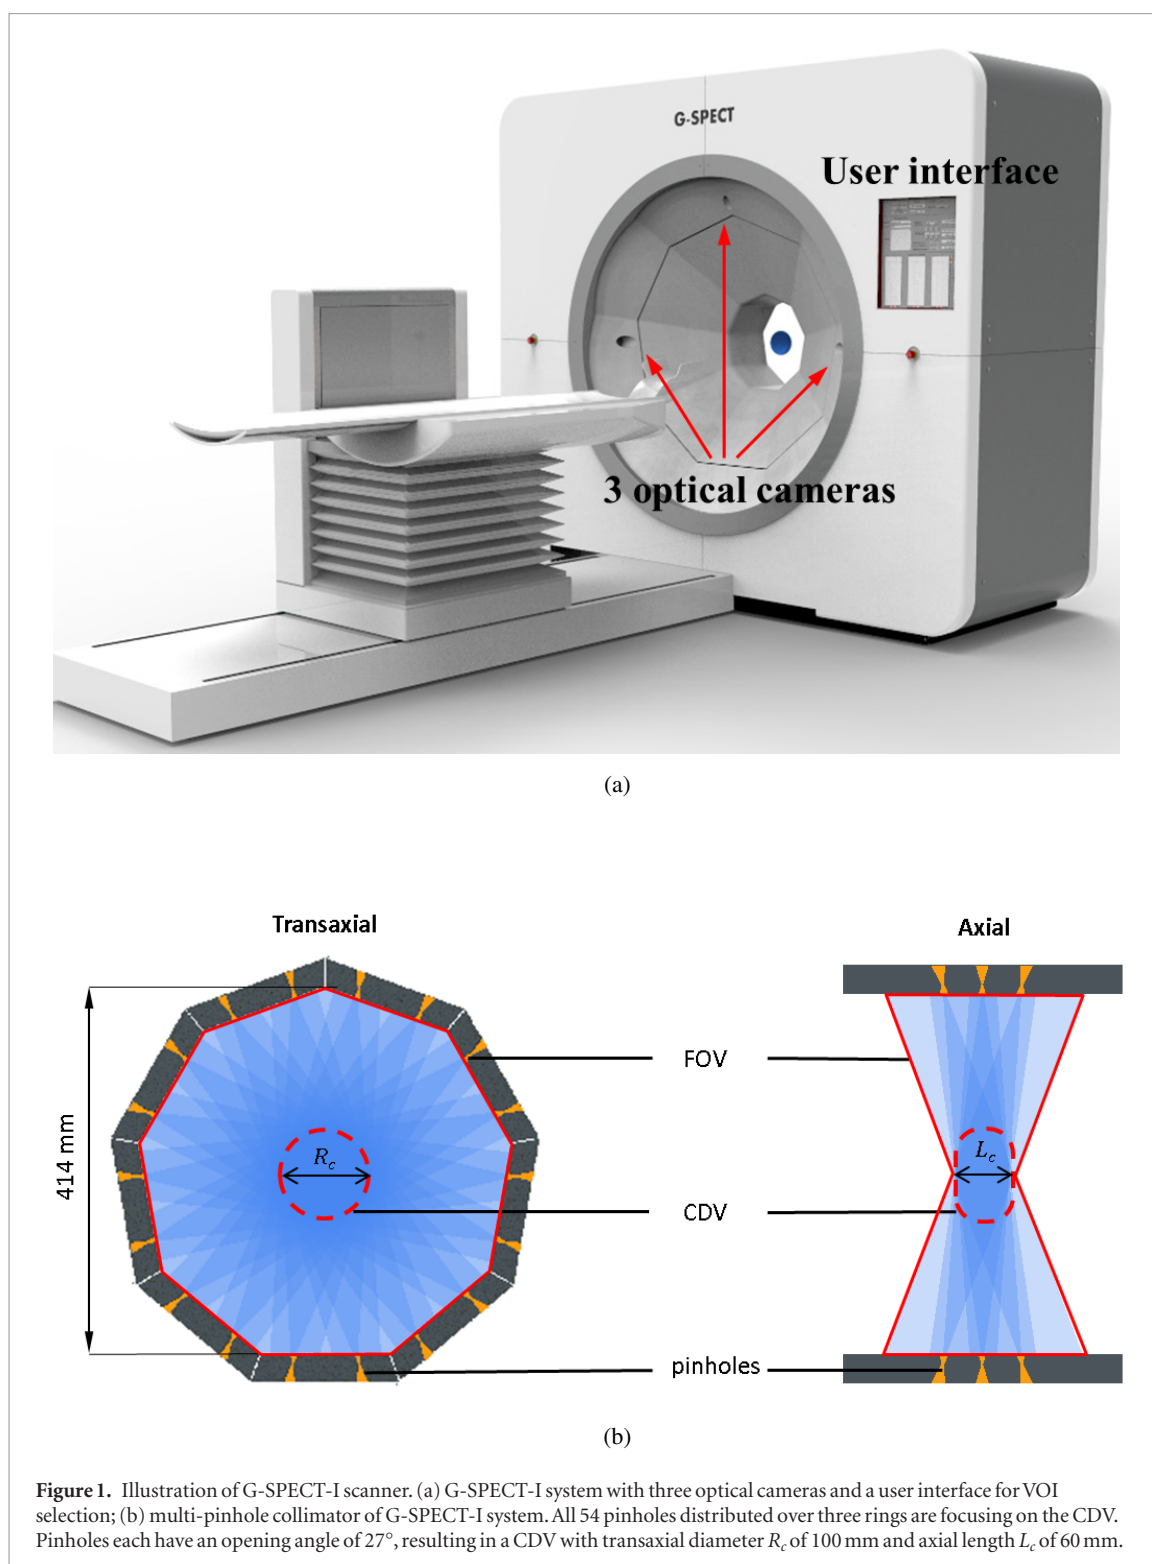 G-SPECT
User interface
3 optical cameras
(a)
Transaxial
Axial
414 mm
FOV
R_c
L_c
CDV
pinholes
(b)
Figure 1. Illustration of G-SPECT-I scanner. (a) G-SPECT-I system with three optical cameras and a user interface for VOI
selection; (b) multi-pinhole collimator of G-SPECT-I system. All 54 pinholes distributed over three rings are focusing on the CDV.
Pinholes each have an opening angle of 27°, resulting in a CDV with transaxial diameter R_c of 100 mm and axial length L_c of 60 mm.